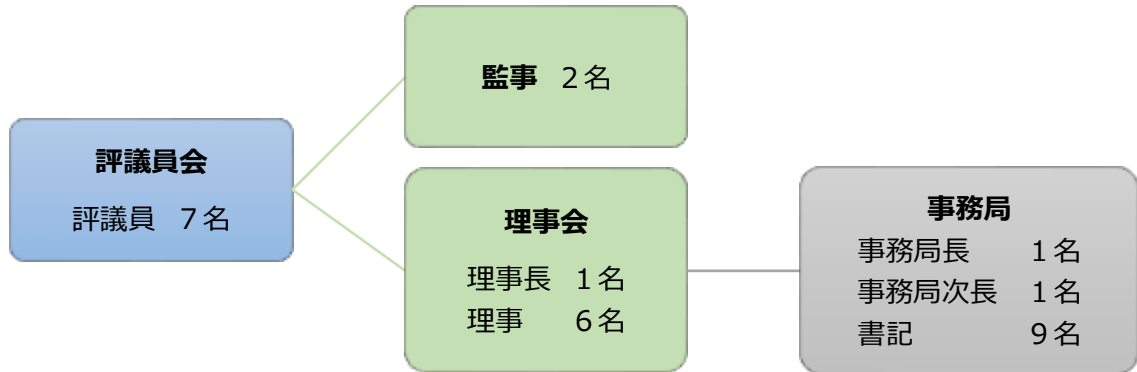 評議員会
評議員　７名
監事　２名
理事会
理事長　１名
理事　　６名
事務局
事務局長　　１名
事務局次長　１名
書記　　　　９名